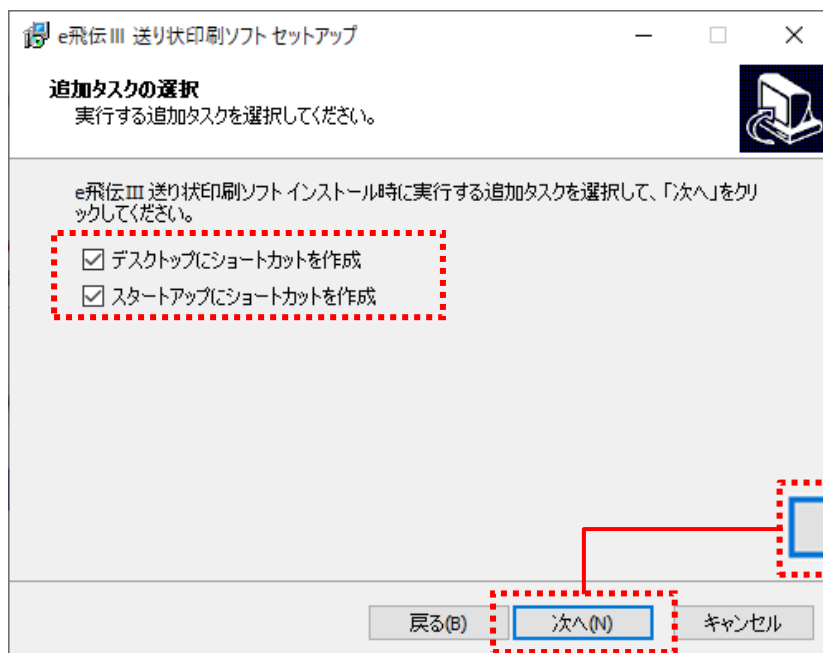 e飛伝Ⅲ 送り状印刷ソフト セットアップ
追加タスクの選択
実行する追加タスクを選択してください。
e飛伝Ⅲ 送り状印刷ソフト インストール時に実行する追加タスクを選択して、「次へ」をクリ
ックしてください。
デスクトップにショートカットを作成
スタートアップにショートカットを作成
戻る(B)
次へ(N)
キャンセル